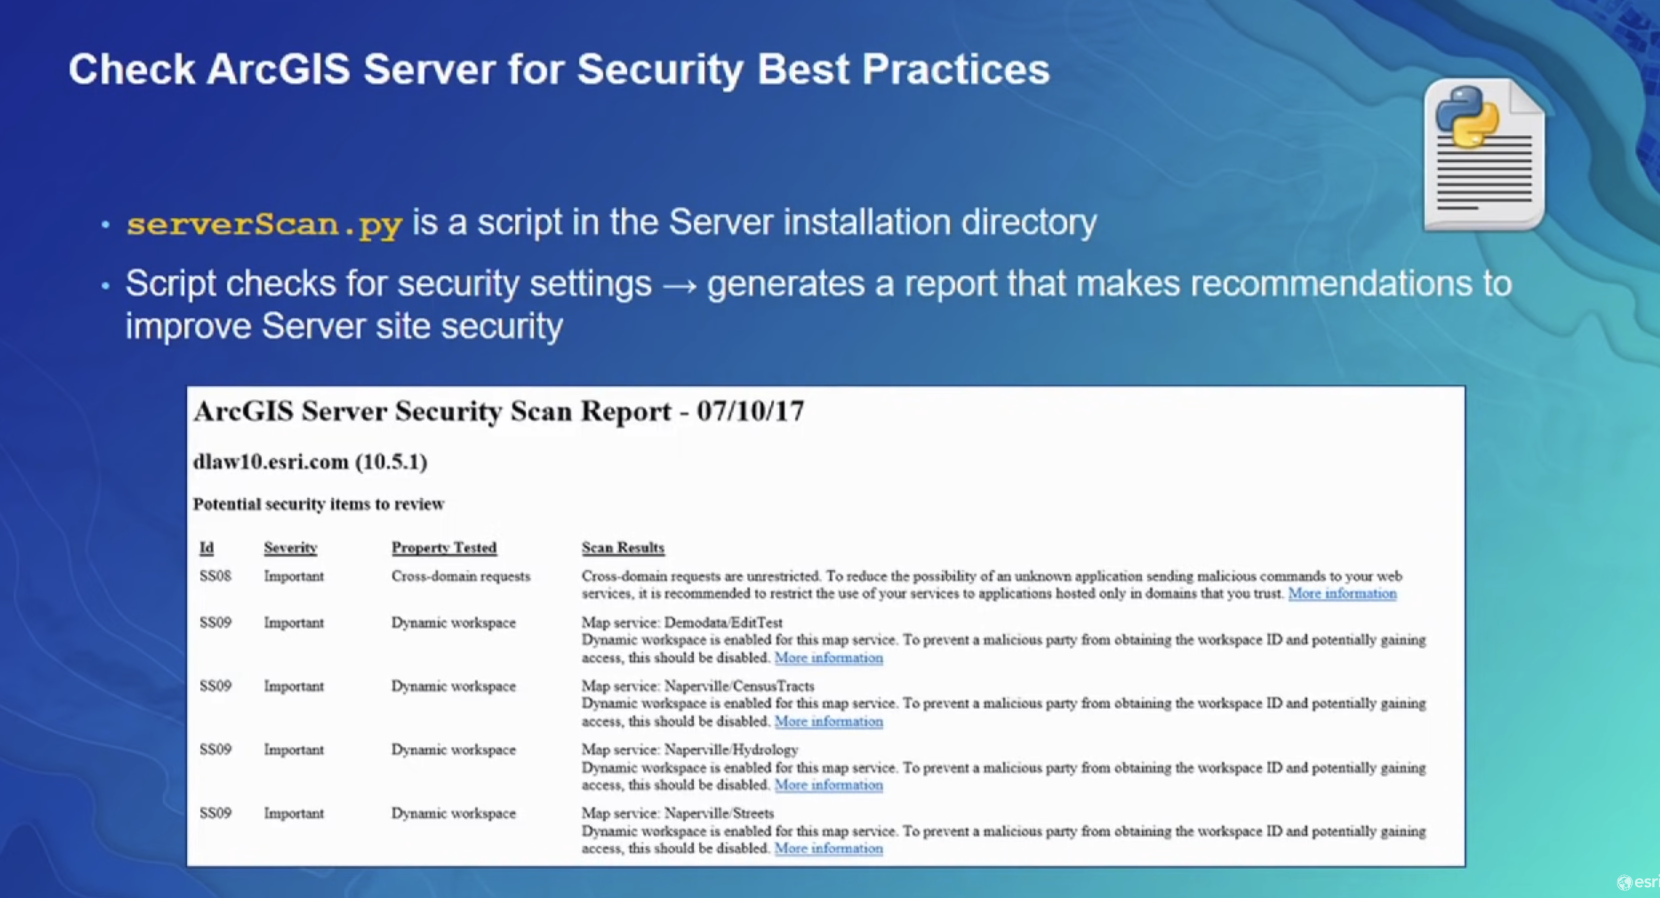 Check ArcGIS Server for Security Best Practices
• serverScan.py is a script in the Server installation directory
• Script checks for security settings → generates a report that makes recommendations to
improve Server site security
ArcGIS Server Security Scan Report - 07/10/17
dlaw10.esri.com (10.5.1)
Potential security items to review
Id Severity Property Tested Scan Results
SS08 Important Cross-domain requests Cross-domain requests are unrestricted. To reduce the possibility of an unknown application sending malicious commands to your web
services, it is recommended to restrict the use of your services to applications hosted only in domains that you trust. More information
SS09 Important Dynamic workspace Map service: Demodata/EditTest
Dynamic workspace is enabled for this map service. To prevent a malicious party from obtaining the workspace ID and potentially gaining
access, this should be disabled. More information
SS09 Important Dynamic workspace Map service: Naperville/CensusTracts
Dynamic workspace is enabled for this map service. To prevent a malicious party from obtaining the workspace ID and potentially gaining
access, this should be disabled. More information
SS09 Important Dynamic workspace Map service: Naperville/Hydrology
Dynamic workspace is enabled for this map service. To prevent a malicious party from obtaining the workspace ID and potentially gaining
access, this should be disabled. More information
SS09 Important Dynamic workspace Map service: Naperville/Streets
Dynamic workspace is enabled for this map service. To prevent a malicious party from obtaining the workspace ID and potentially gaining
access, this should be disabled. More information
esri